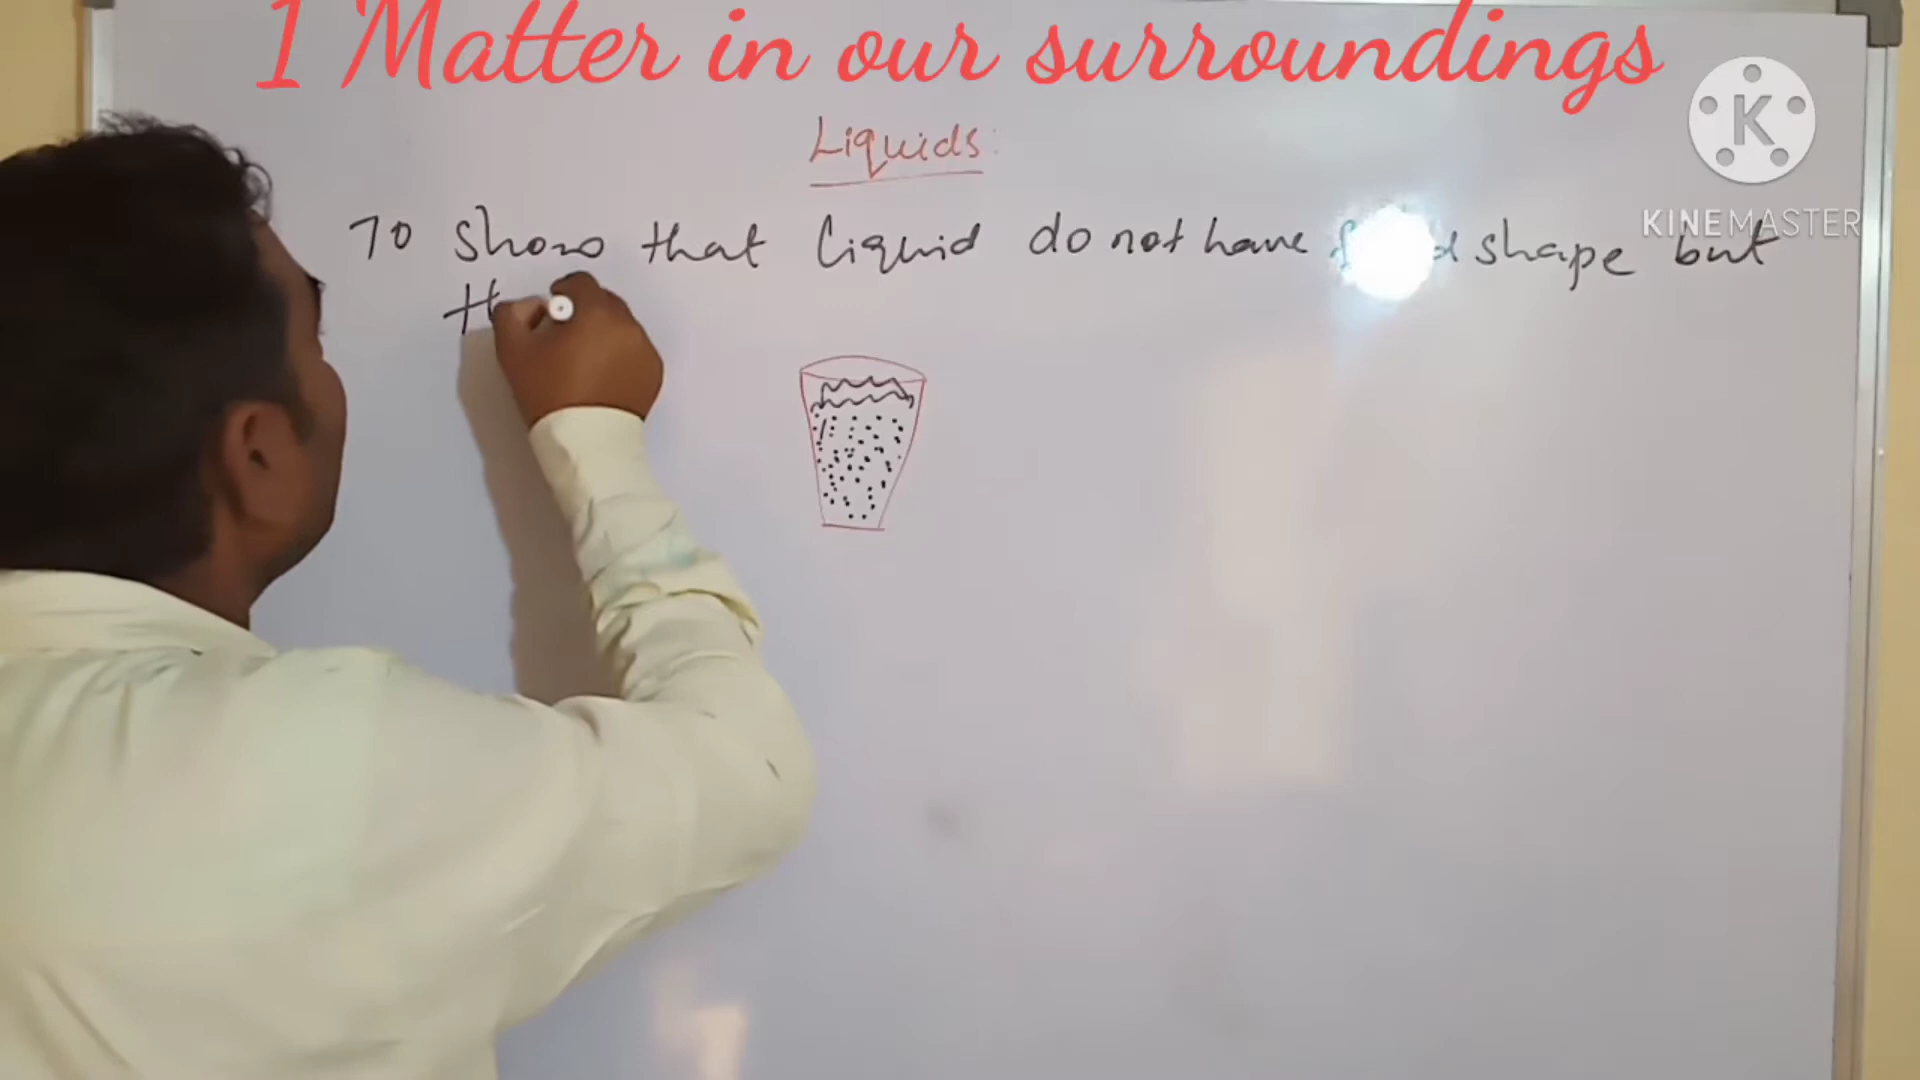 1 Matter in our surroundings
Liquids:
KINEMASTER
To show that liquid do not have shape but